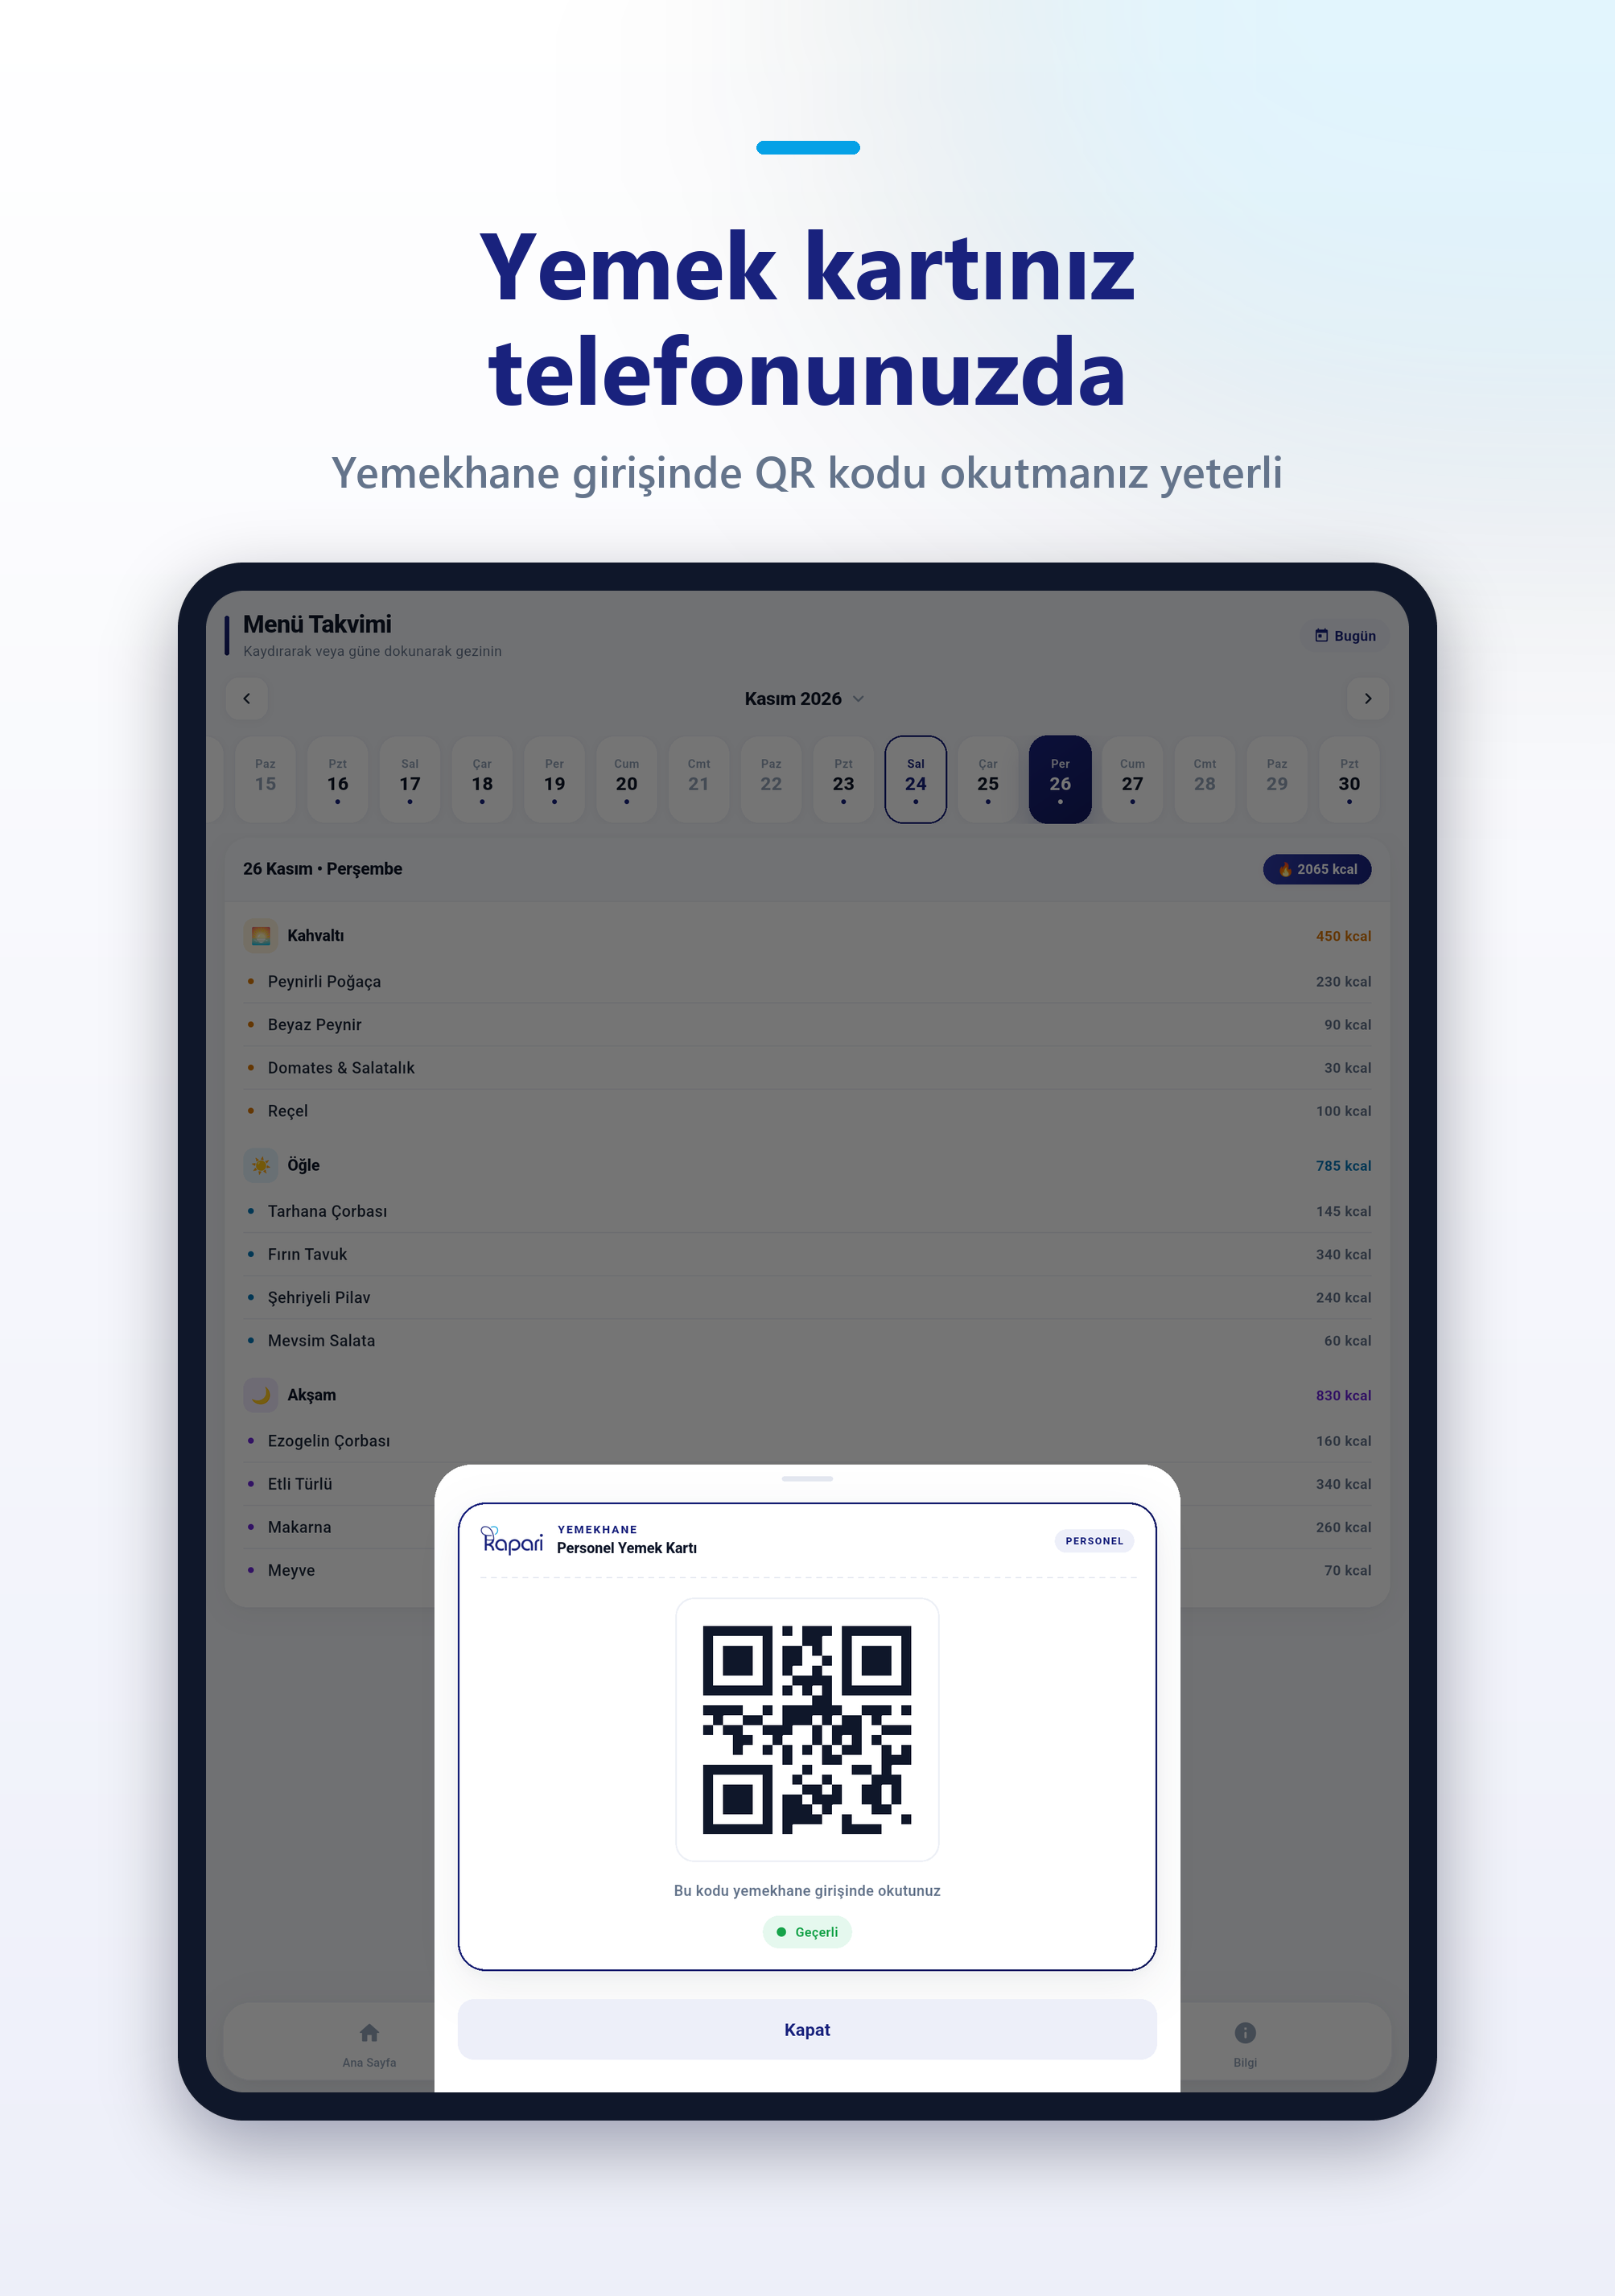 Yemek kartınız
telefonunuzda
Yemekhane girişinde QR kodu okutmanız yeterli
Menü Takvimi
Kaydırarak veya güne dokunarak gezinin
Bugün
Kasım 2026
Paz Pzt Sal Çar Per Cum Cmt Paz Pzt Sal Çar Per Cum Cmt Paz Pzt
15 16 17 18 19 20 21 22 23 24 25 26 27 28 29 30
26 Kasım • Perşembe 2065 kcal
Kahvaltı 450 kcal
Peynirli Poğaça 230 kcal
Beyaz Peynir 90 kcal
Domates & Salatalık 30 kcal
Reçel 100 kcal
Öğle 785 kcal
Tarhana Çorbası 145 kcal
Fırın Tavuk 340 kcal
Şehriyeli Pilav 240 kcal
Mevsim Salata 60 kcal
Akşam 830 kcal
Ezogelin Çorbası 160 kcal
Etli Türlü 340 kcal
Makarna 260 kcal
Meyve 70 kcal
kapari
YEMEKHANE
Personel Yemek Kartı
PERSONEL
Bu kodu yemekhane girişinde okutunuz
Geçerli
Kapat
Ana Sayfa
Bilgi